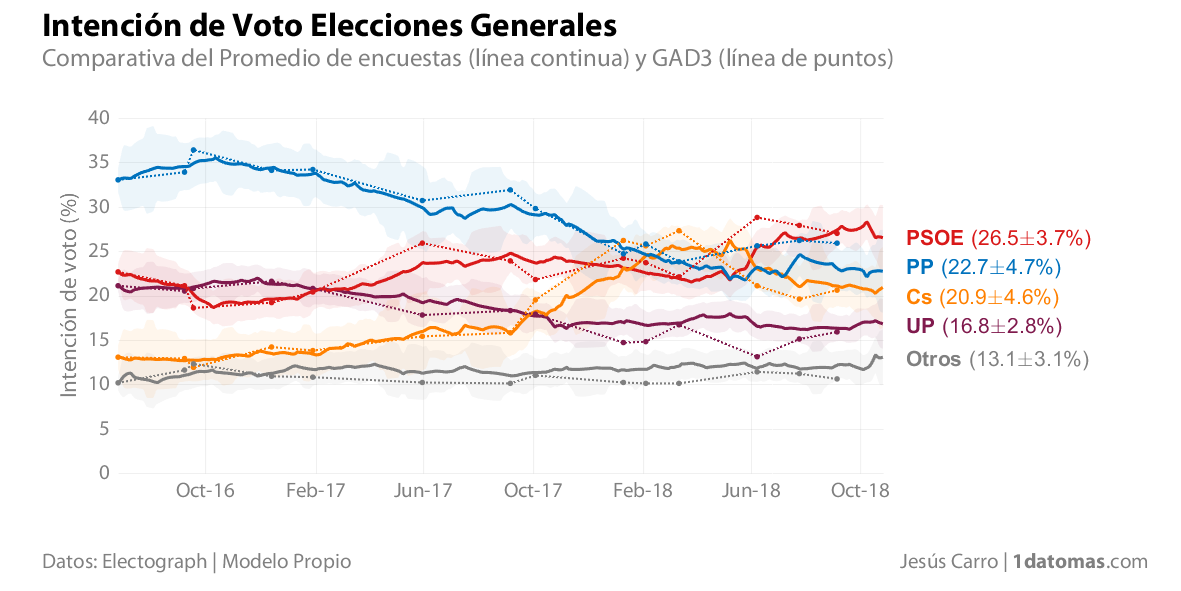 Intención de Voto Elecciones Generales
Comparativa del Promedio de encuestas (línea continua) y GAD3 (línea de puntos)
Intención de voto (%)
40
35
30
25
20
15
10
5
0
Oct-16 Feb-17 Jun-17 Oct-17 Feb-18 Jun-18 Oct-18
PSOE (26.5±3.7%)
PP (22.7±4.7%)
Cs (20.9±4.6%)
UP (16.8±2.8%)
Otros (13.1±3.1%)
Datos: Electograph | Modelo Propio
Jesús Carro | 1datomas.com